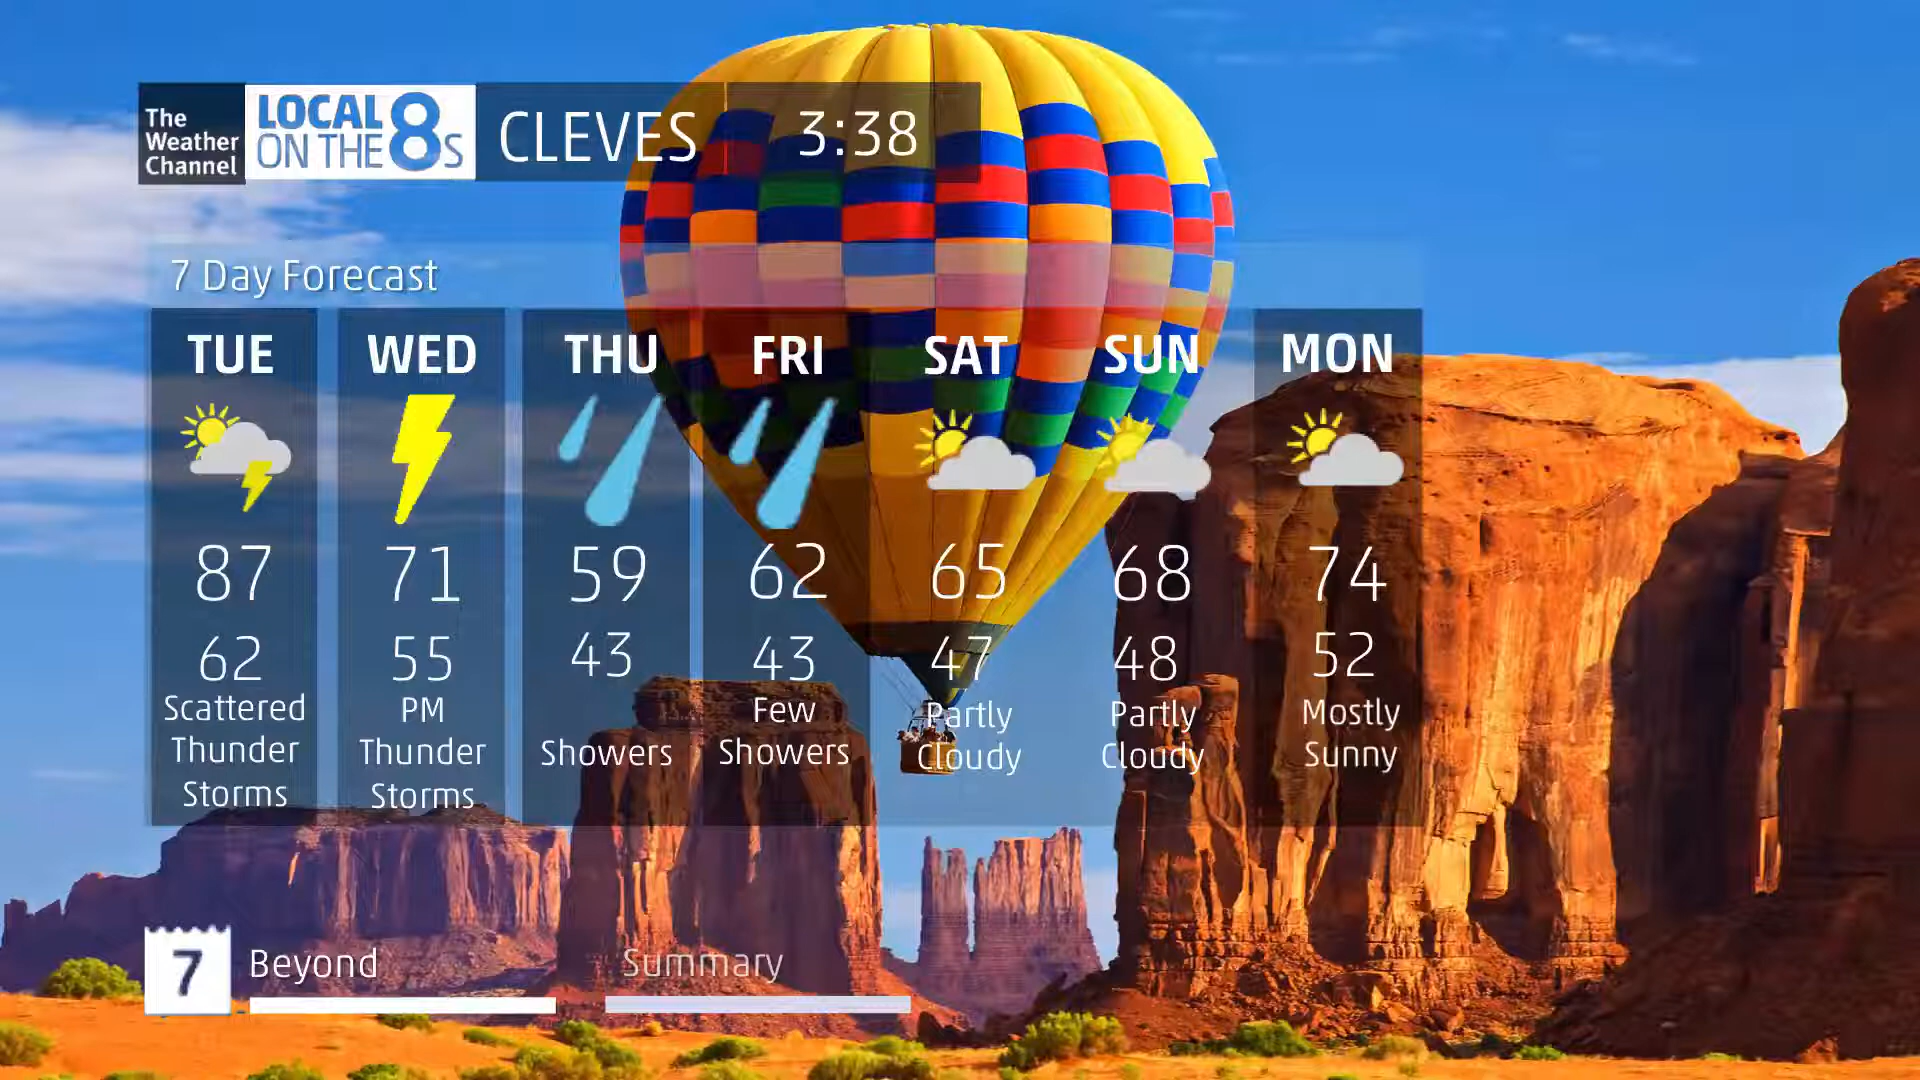 The
Weather
Channel
LOCAL
ON THE 8s
CLEVES
3:38
7 Day Forecast
TUE
87
62
Scattered
Thunder
Storms
WED
71
55
PM
Thunder
Storms
THU
59
43
Showers
FRI
62
43
Few
Showers
SAT
65
47
Partly
Cloudy
SUN
68
48
Partly
Cloudy
MON
74
52
Mostly
Sunny
7
Beyond
Summary